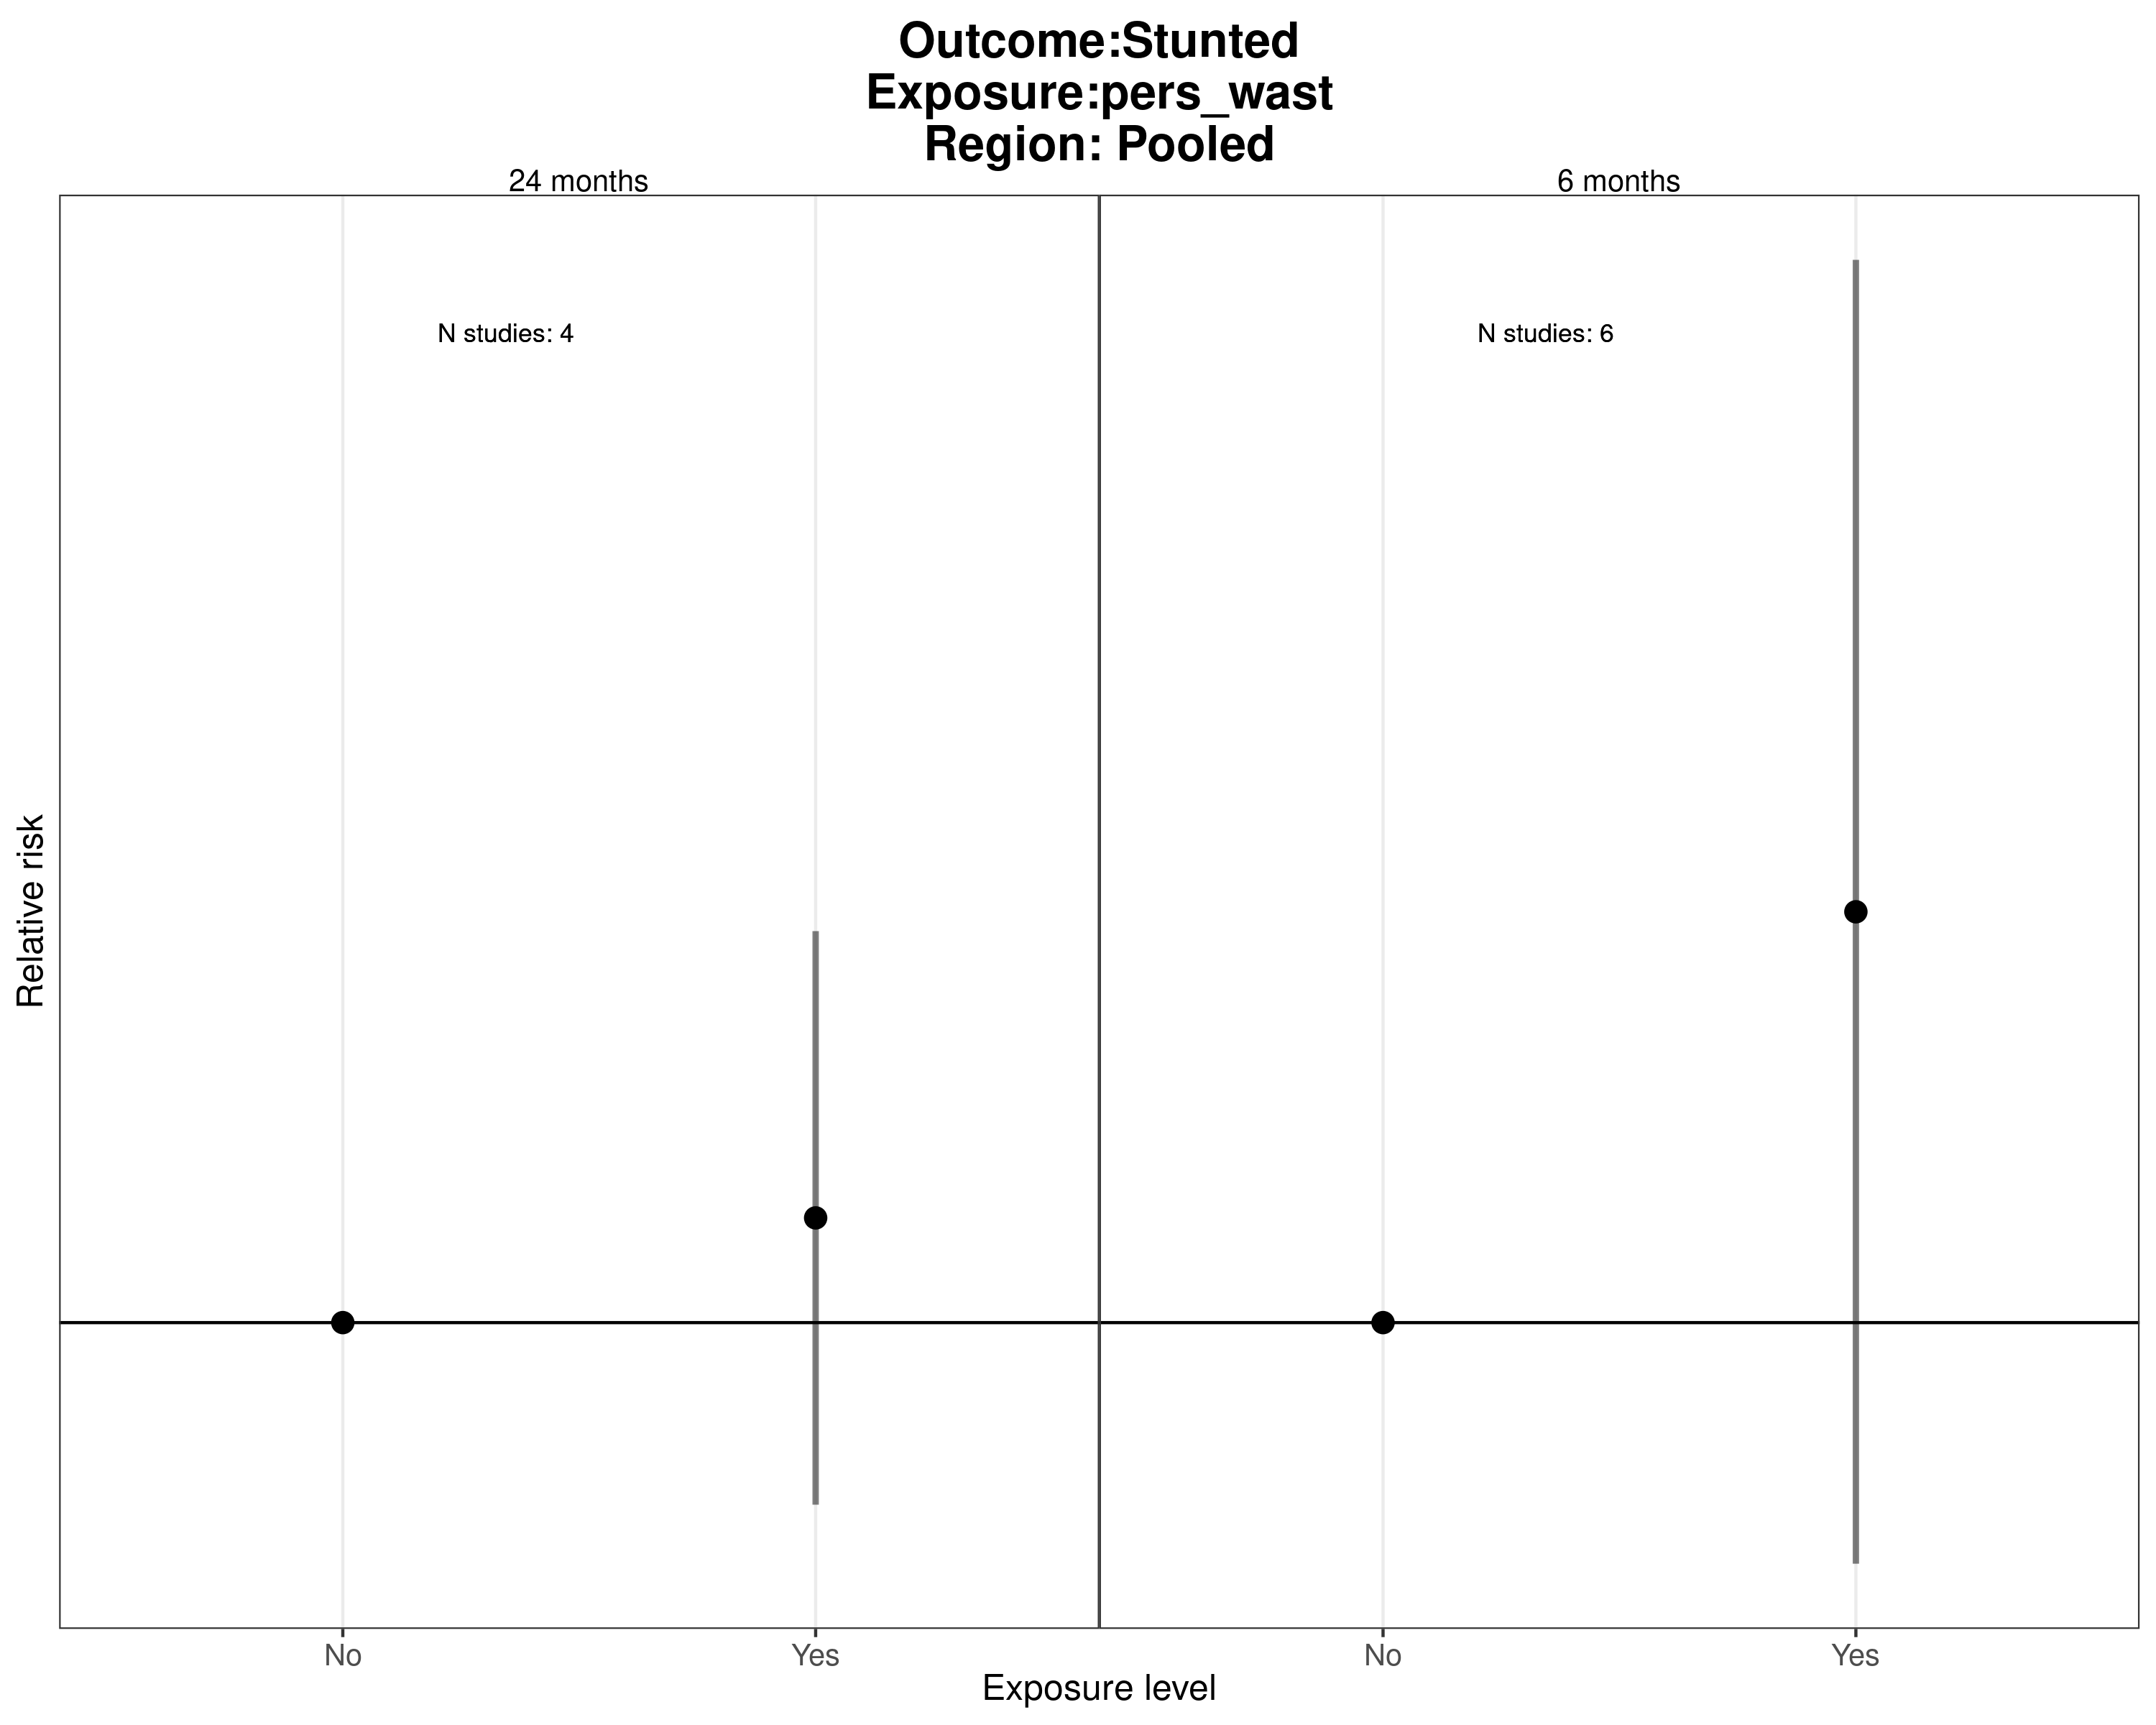 Outcome:Stunted
Exposure:pers_wast
Region: Pooled
24 months
6 months
N studies: 4
N studies: 6
Relative risk
No
Yes
No
Yes
Exposure level